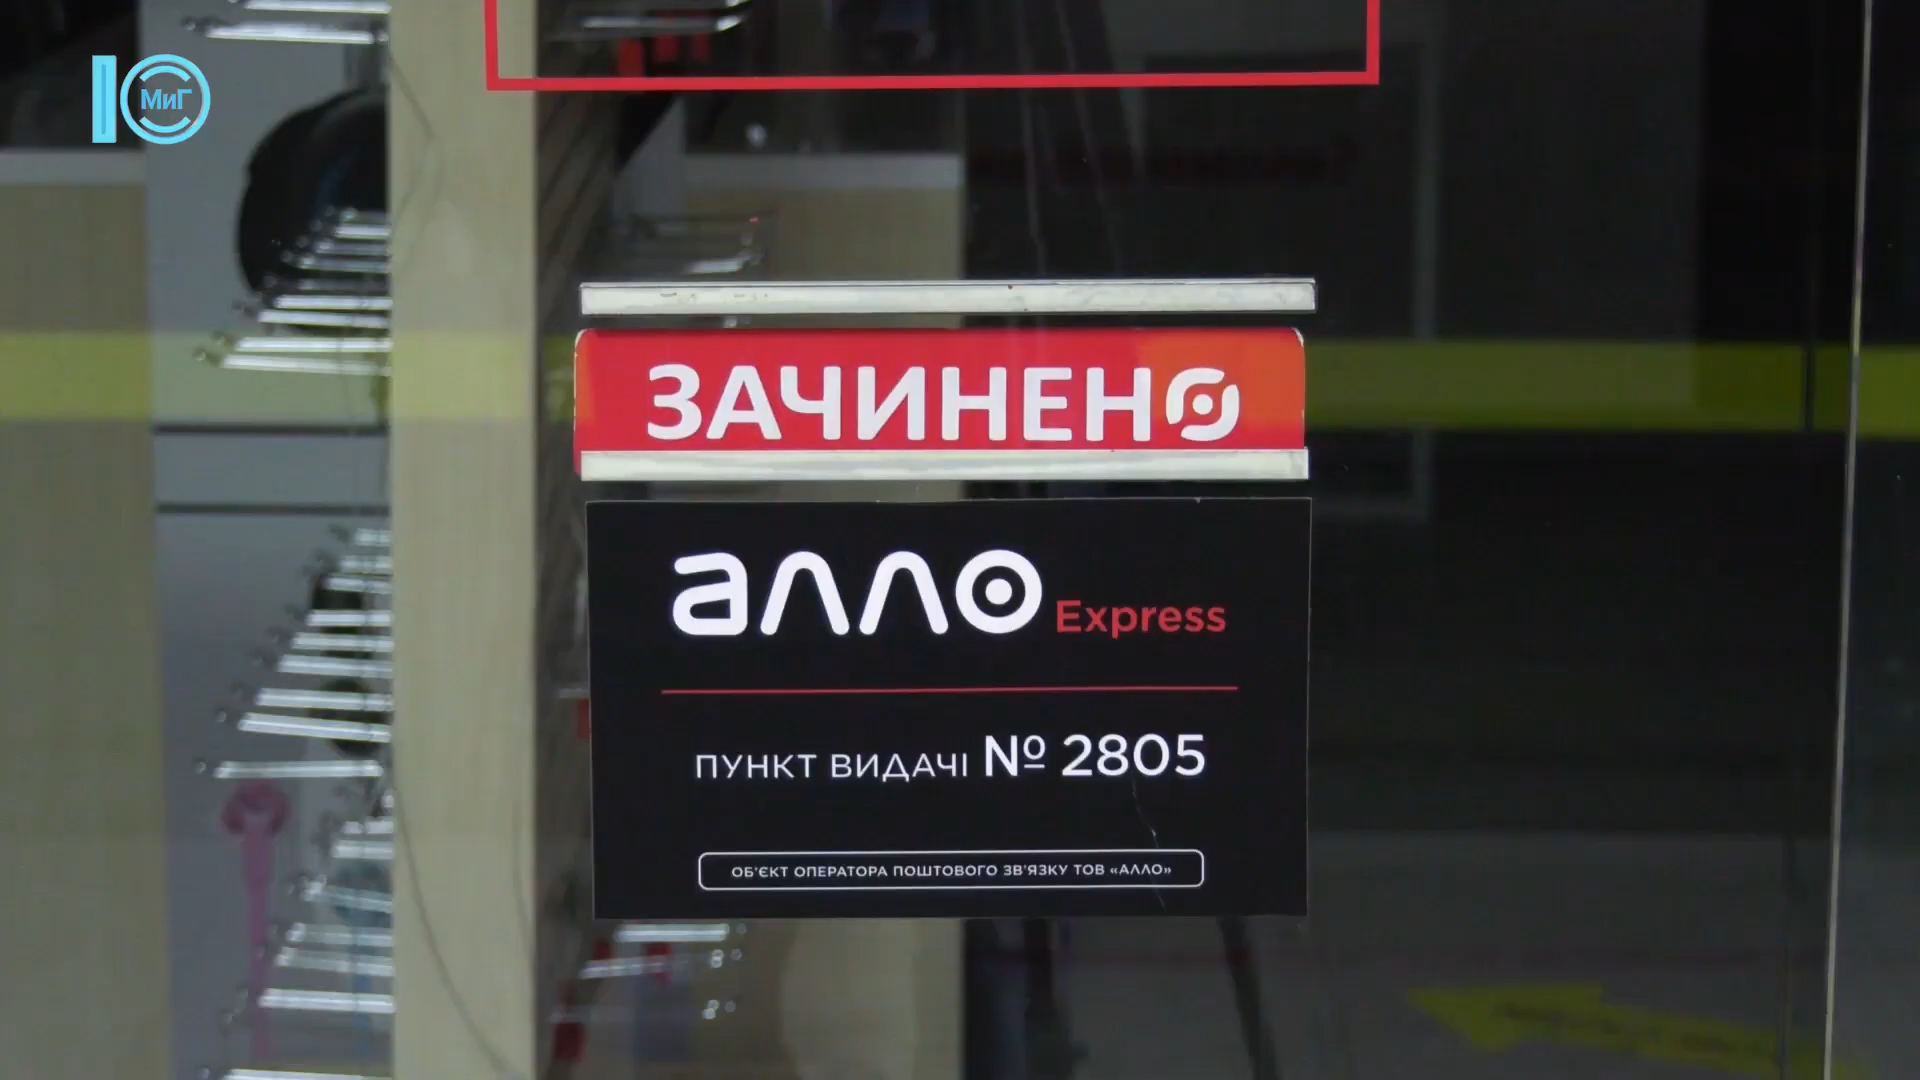 МиГ
ЗАЧИНЕНО
алло Express
ПУНКТ ВИДАЧІ № 2805
ОБ'ЄКТ ОПЕРАТОРА ПОШТОВОГО ЗВ'ЯЗКУ ТОВ «АЛЛО»